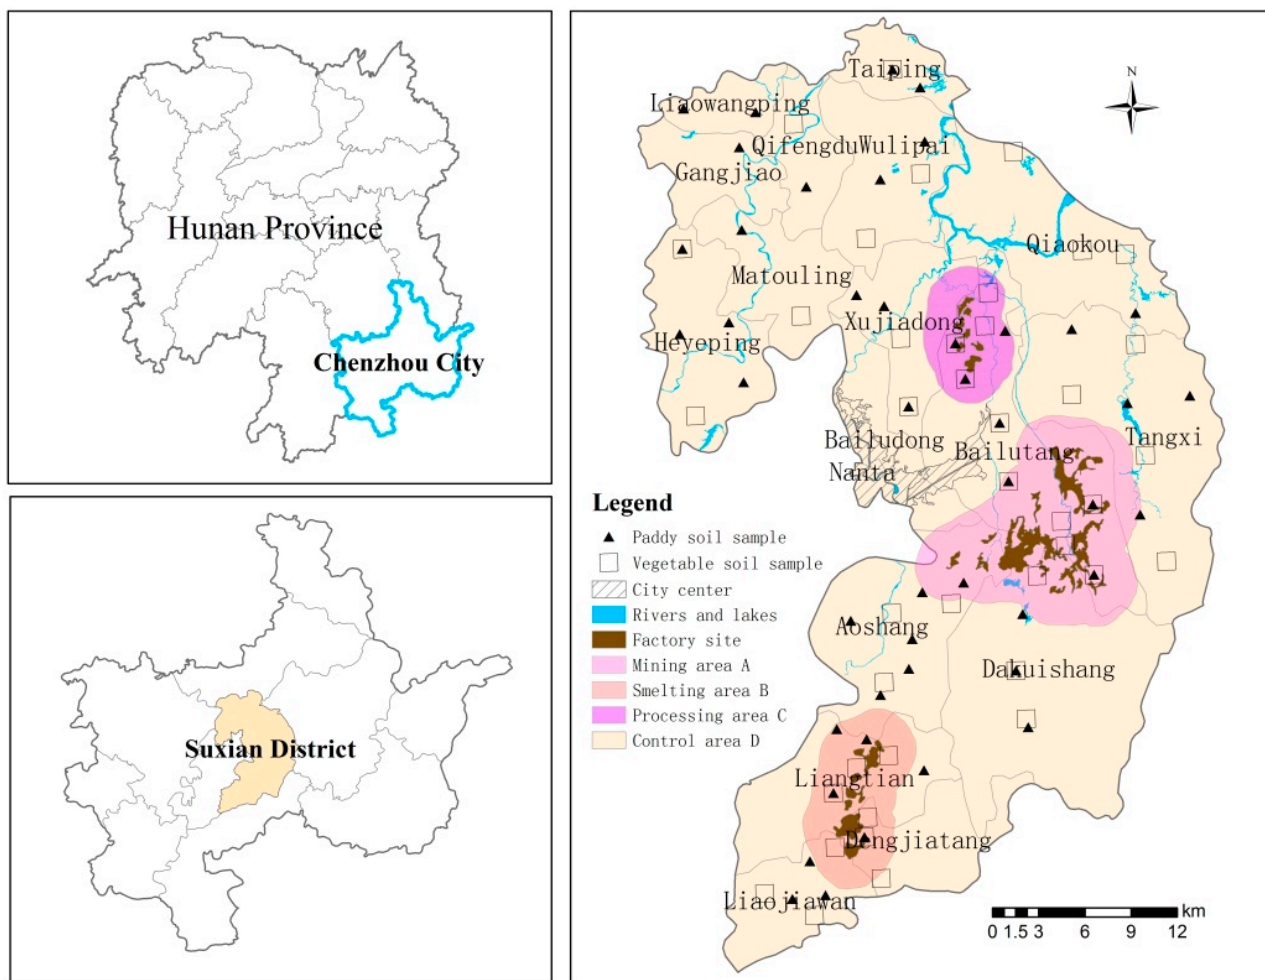 Hunan Province
Chenzhou City
Suxian District
Taiping
Liaowangping
QifengduWulipai
Gangjiao
Qiaokou
Matouling
Xujiadong
Heyeping
Bailudong
Bailutang
Tangxi
Nanta
Aoshang
Dakuishang
Liangtian
Dengjiatang
Liaojiawan
N
Legend
Paddy soil sample
Vegetable soil sample
City center
Rivers and lakes
Factory site
Mining area A
Smelting area B
Processing area C
Control area D
km
0 1.5 3 6 9 12